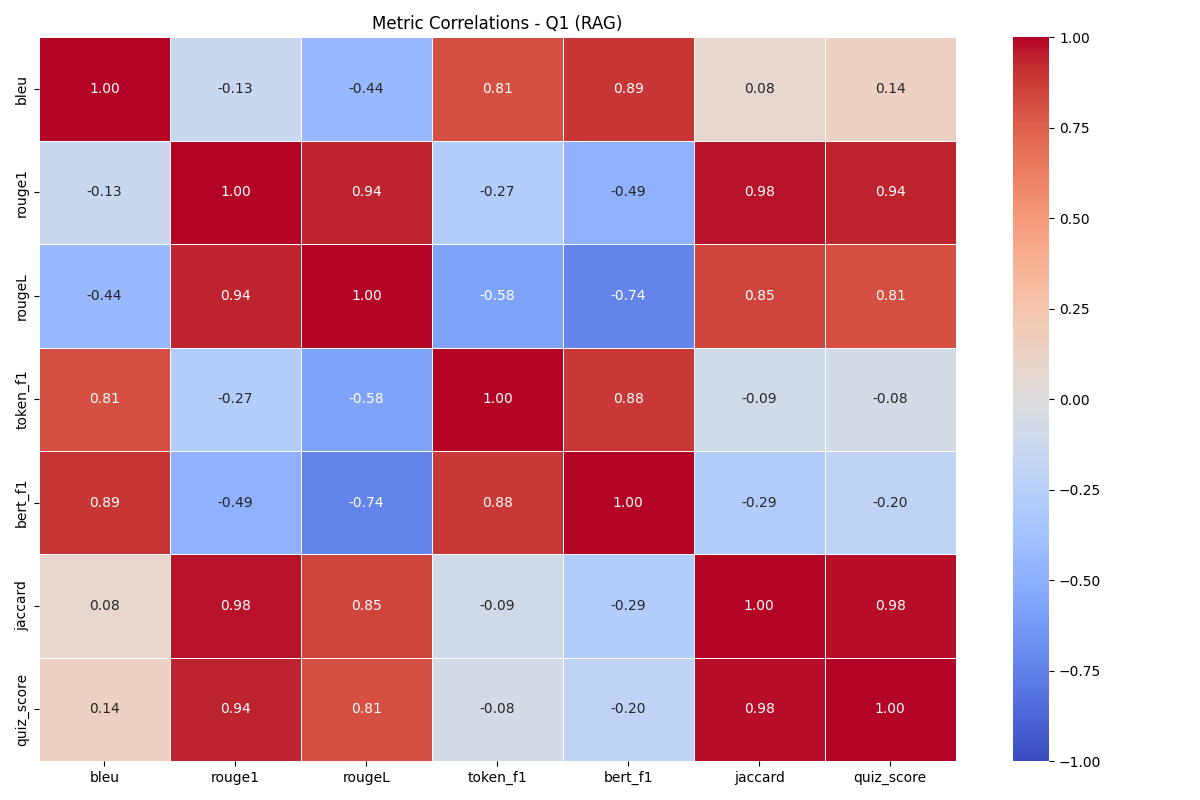 Metric Correlations - Q1 (RAG)
bleu 1.00 -0.13 -0.44 0.81 0.89 0.08 0.14
rouge1 -0.13 1.00 0.94 -0.27 -0.49 0.98 0.94
rougeL -0.44 0.94 1.00 -0.58 -0.74 0.85 0.81
token_f1 0.81 -0.27 -0.58 1.00 0.88 -0.09 -0.08
bert_f1 0.89 -0.49 -0.74 0.88 1.00 -0.29 -0.20
jaccard 0.08 0.98 0.85 -0.09 -0.29 1.00 0.98
quiz_score 0.14 0.94 0.81 -0.08 -0.20 0.98 1.00
bleu rouge1 rougeL token_f1 bert_f1 jaccard quiz_score
1.00
0.75
0.50
0.25
0.00
−0.25
−0.50
−0.75
−1.00